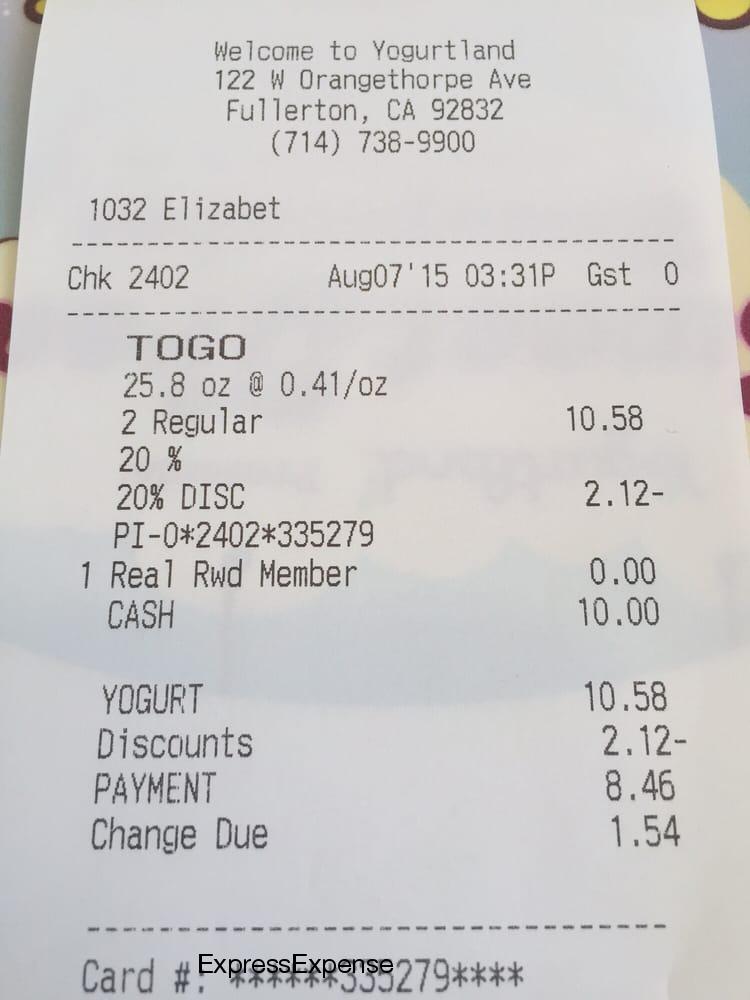 Welcome to Yogurtland
122 W Orangethorpe Ave
Fullerton, CA 92832
(714) 738-9900
1032 Elizabet
Chk 2402 Aug07'15 03:31P Gst 0
TOGO
25.8 oz @ 0.41/oz
2 Regular 10.58
20 %
20% DISC 2.12-
PI-0*2402*335279
1 Real Rwd Member 0.00
CASH 10.00
YOGURT 10.58
Discounts 2.12-
PAYMENT 8.46
Change Due 1.54
Card #: ******335279****
ExpressExpense